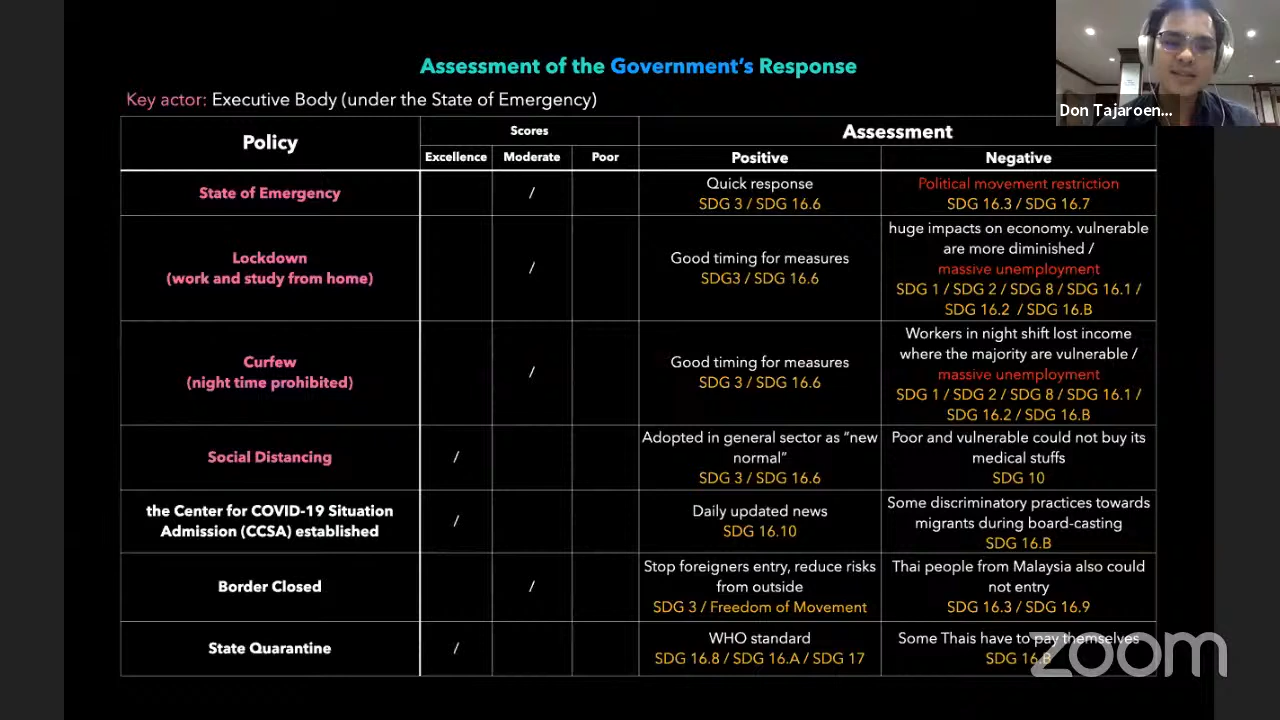 Assessment of the Government's Response
Don Tajaroen...
Key actor: Executive Body (under the State of Emergency)
Policy
Scores
Assessment
Excellence
Moderate
Poor
Positive
Negative
State of Emergency
/
Quick response
SDG 3 / SDG 16.6
Political movement restriction
SDG 16.3 / SDG 16.7
Lockdown
(work and study from home)
/
Good timing for measures
SDG3 / SDG 16.6
huge impacts on economy. vulnerable
are more diminished /
massive unemployment
SDG 1 / SDG 2 / SDG 8 / SDG 16.1 /
SDG 16.2 / SDG 16.B
Curfew
(night time prohibited)
/
Good timing for measures
SDG 3 / SDG 16.6
Workers in night shift lost income
where the majority are vulnerable /
massive unemployment
SDG 1 / SDG 2 / SDG 8 / SDG 16.1 /
SDG 16.2 / SDG 16.B
Social Distancing
/
Adopted in general sector as "new
normal"
SDG 3 / SDG 16.6
Poor and vulnerable could not buy its
medical stuffs
SDG 10
the Center for COVID-19 Situation
Admission (CCSA) established
/
Daily updated news
SDG 16.10
Some discriminatory practices towards
migrants during board-casting
SDG 16.B
Border Closed
/
Stop foreigners entry, reduce risks
from outside
SDG 3 / Freedom of Movement
Thai people from Malaysia also could
not entry
SDG 16.3 / SDG 16.9
State Quarantine
/
WHO standard
SDG 16.8 / SDG 16.A / SDG 17
Some Thais have to pay themselves
SDG 16.B
zoom